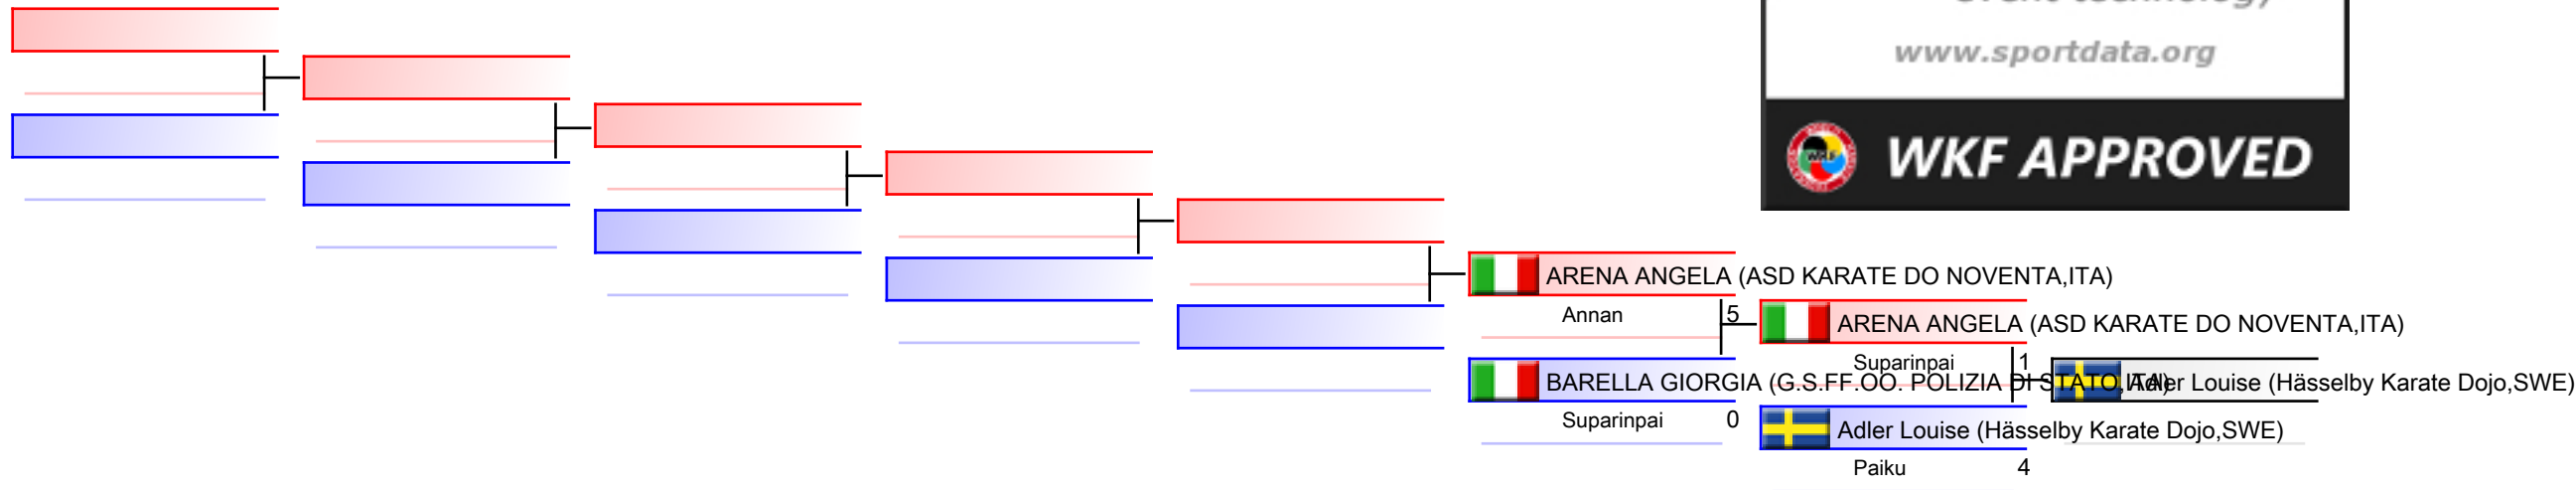 event technology
www.sportdata.org
WKF APPROVED
ARENA ANGELA (ASD KARATE DO NOVENTA,ITA)
Annan 5
ARENA ANGELA (ASD KARATE DO NOVENTA,ITA)
Suparinpai 1
BARELLA GIORGIA (G.S.FF.OO. POLIZIA DI STATO,ITA)
Adler Louise (Hässelby Karate Dojo,SWE)
Suparinpai 0
Adler Louise (Hässelby Karate Dojo,SWE)
Paiku 4